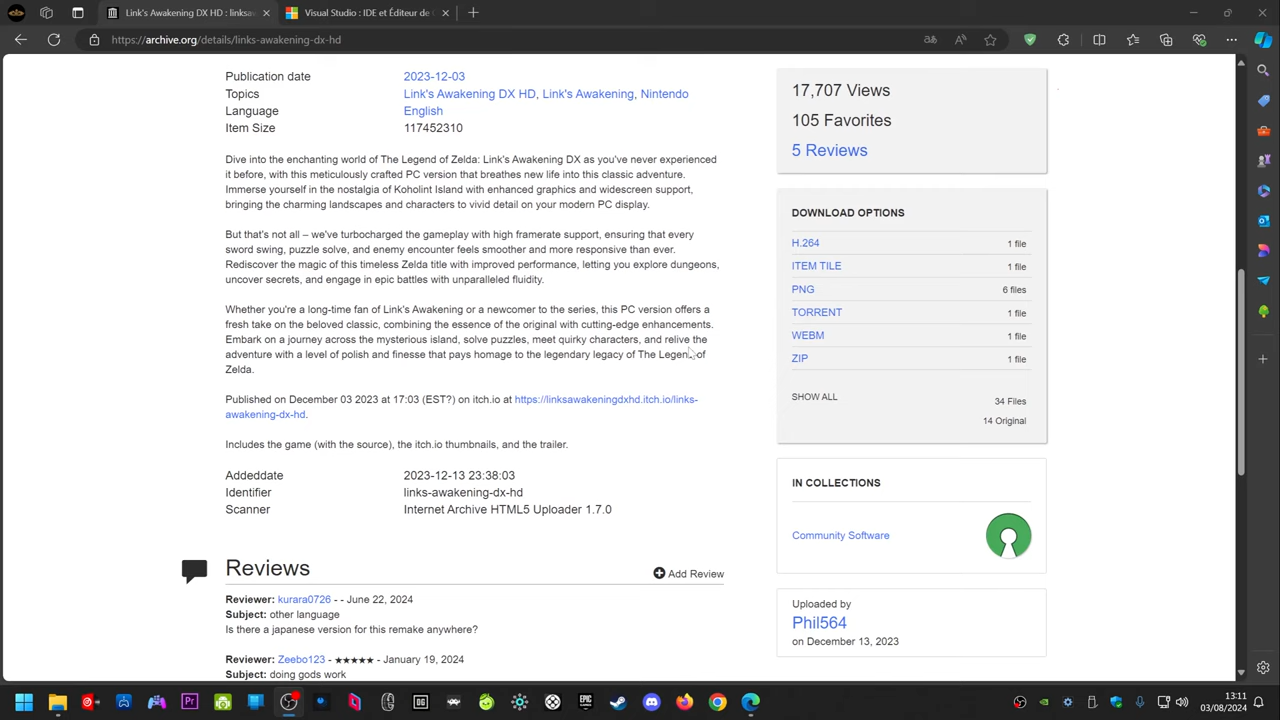 Link's Awakening DX HD : linksaw
Visual Studio : IDE et Éditeur de C
https://archive.org/details/links-awakening-dx-hd
Publication date 2023-12-03
Topics Link's Awakening DX HD, Link's Awakening, Nintendo
Language English
Item Size 117452310
Dive into the enchanting world of The Legend of Zelda: Link's Awakening DX as you've never experienced
it before, with this meticulously crafted PC version that breathes new life into this classic adventure.
Immerse yourself in the nostalgia of Koholint Island with enhanced graphics and widescreen support,
bringing the charming landscapes and characters to vivid detail on your modern PC display.
But that's not all – we've turbocharged the gameplay with high framerate support, ensuring that every
sword swing, puzzle solve, and enemy encounter feels smoother and more responsive than ever.
Rediscover the magic of this timeless Zelda title with improved performance, letting you explore dungeons,
uncover secrets, and engage in epic battles with unparalleled fluidity.
Whether you're a long-time fan of Link's Awakening or a newcomer to the series, this PC version offers a
fresh take on the beloved classic, combining the essence of the original with cutting-edge enhancements.
Embark on a journey across the mysterious island, solve puzzles, meet quirky characters, and relive the
adventure with a level of polish and finesse that pays homage to the legendary legacy of The Legend of
Zelda.
Published on December 03 2023 at 17:03 (EST?) on itch.io at https://linksawakeningdxhd.itch.io/links-
awakening-dx-hd.
Includes the game (with the source), the itch.io thumbnails, and the trailer.
Addeddate 2023-12-13 23:38:03
Identifier links-awakening-dx-hd
Scanner Internet Archive HTML5 Uploader 1.7.0
Reviews
Add Review
Reviewer: kurara0726 - - June 22, 2024
Subject: other language
Is there a japanese version for this remake anywhere?
Reviewer: Zeebo123 - ★★★★★ - January 19, 2024
Subject: doing gods work
17,707 Views
105 Favorites
5 Reviews
DOWNLOAD OPTIONS
H.264 1 file
ITEM TILE 1 file
PNG 6 files
TORRENT 1 file
WEBM 1 file
ZIP 1 file
SHOW ALL 34 Files
14 Original
IN COLLECTIONS
Community Software
Uploaded by
Phil564
on December 13, 2023
13:11
03/08/2024